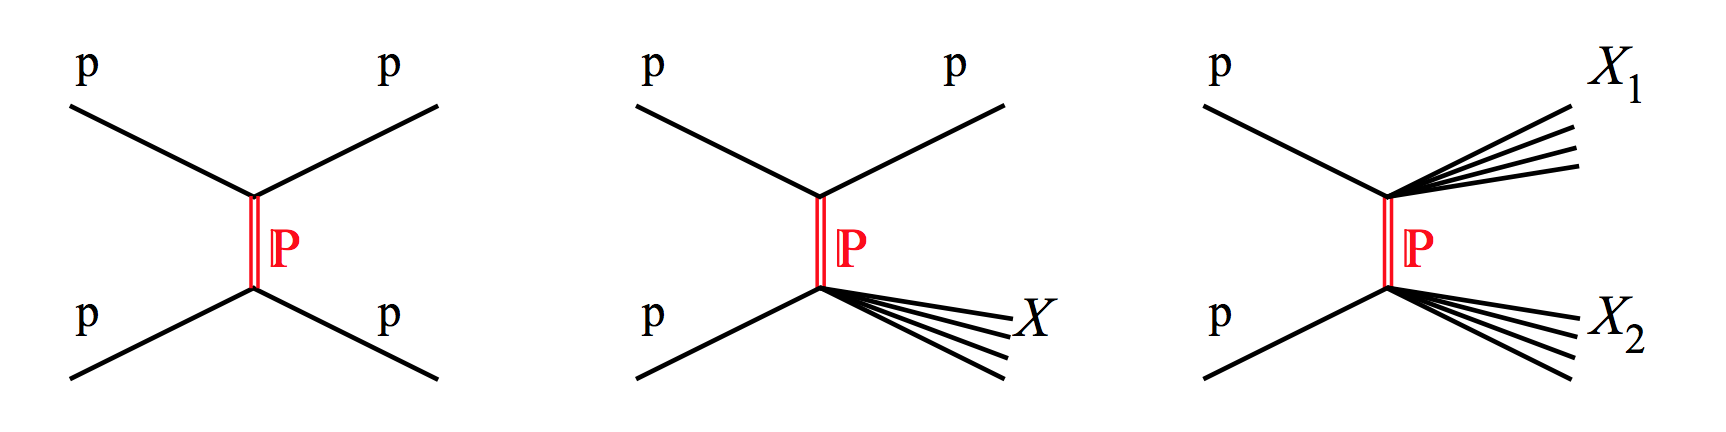 p p p p p X₁
ℙ ℙ ℙ
p p p X p X₂